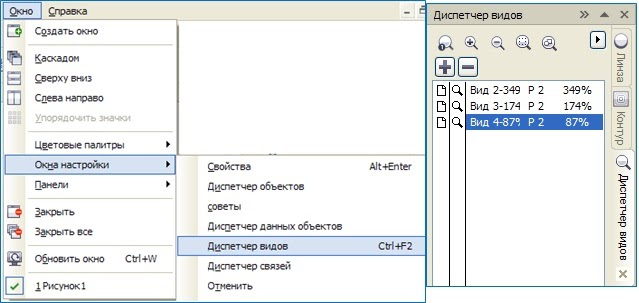 Окно Справка
Создать окно
Каскадом
Сверху вниз
Слева направо
Упорядочить значки
Цветовые палитры
Окна настройки
Панели
Закрыть
Закрыть все
Обновить окно Ctrl+W
1 Рисунок1
Свойства Alt+Enter
Диспетчер объектов
советы
Диспетчер данных объектов
Диспетчер видов Ctrl+F2
Диспетчер связей
Отменить
Диспетчер видов
Вид 2-349 P 2 349%
Вид 3-174 P 2 174%
Вид 4-87% P 2 87%
Линза
Контур
Диспетчер видов